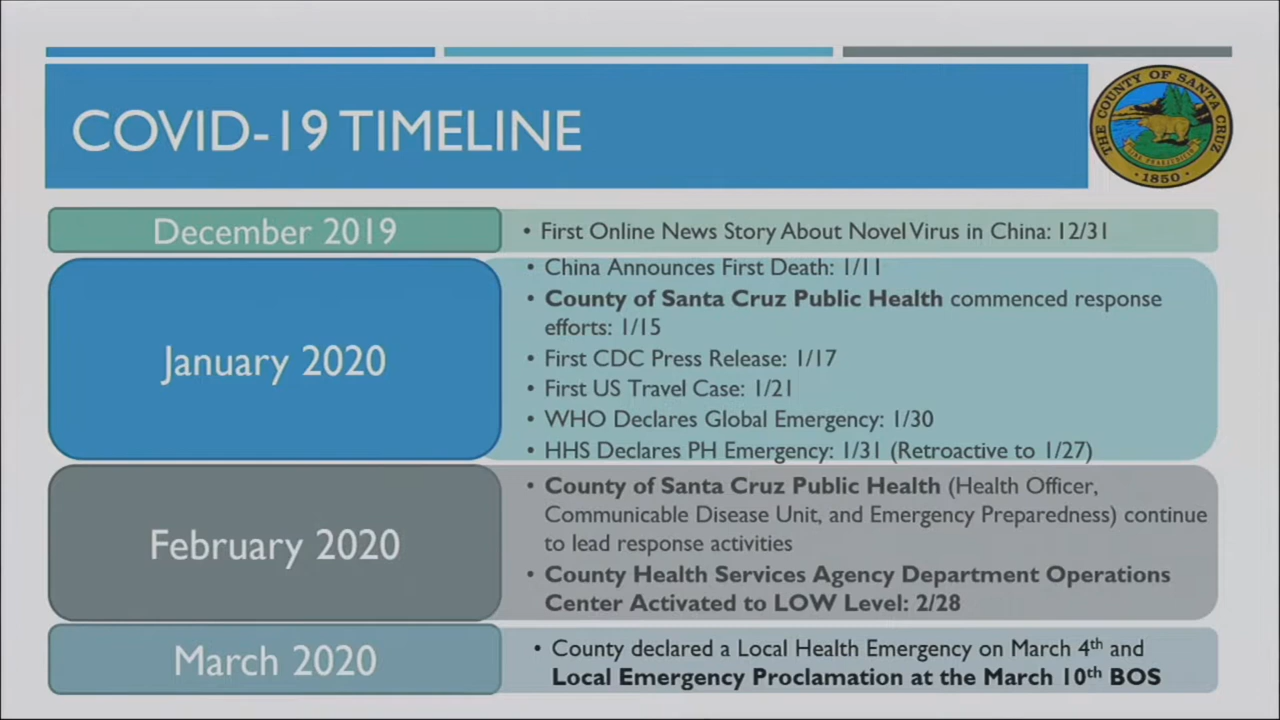 COVID-19 TIMELINE
THE COUNTY OF SANTA CRUZ
1850
December 2019
• First Online News Story About Novel Virus in China: 12/31
January 2020
• China Announces First Death: 1/11
• County of Santa Cruz Public Health commenced response
efforts: 1/15
• First CDC Press Release: 1/17
• First US Travel Case: 1/21
• WHO Declares Global Emergency: 1/30
• HHS Declares PH Emergency: 1/31 (Retroactive to 1/27)
February 2020
• County of Santa Cruz Public Health (Health Officer,
Communicable Disease Unit, and Emergency Preparedness) continue
to lead response activities
• County Health Services Agency Department Operations
Center Activated to LOW Level: 2/28
March 2020
• County declared a Local Health Emergency on March 4th and
Local Emergency Proclamation at the March 10th BOS